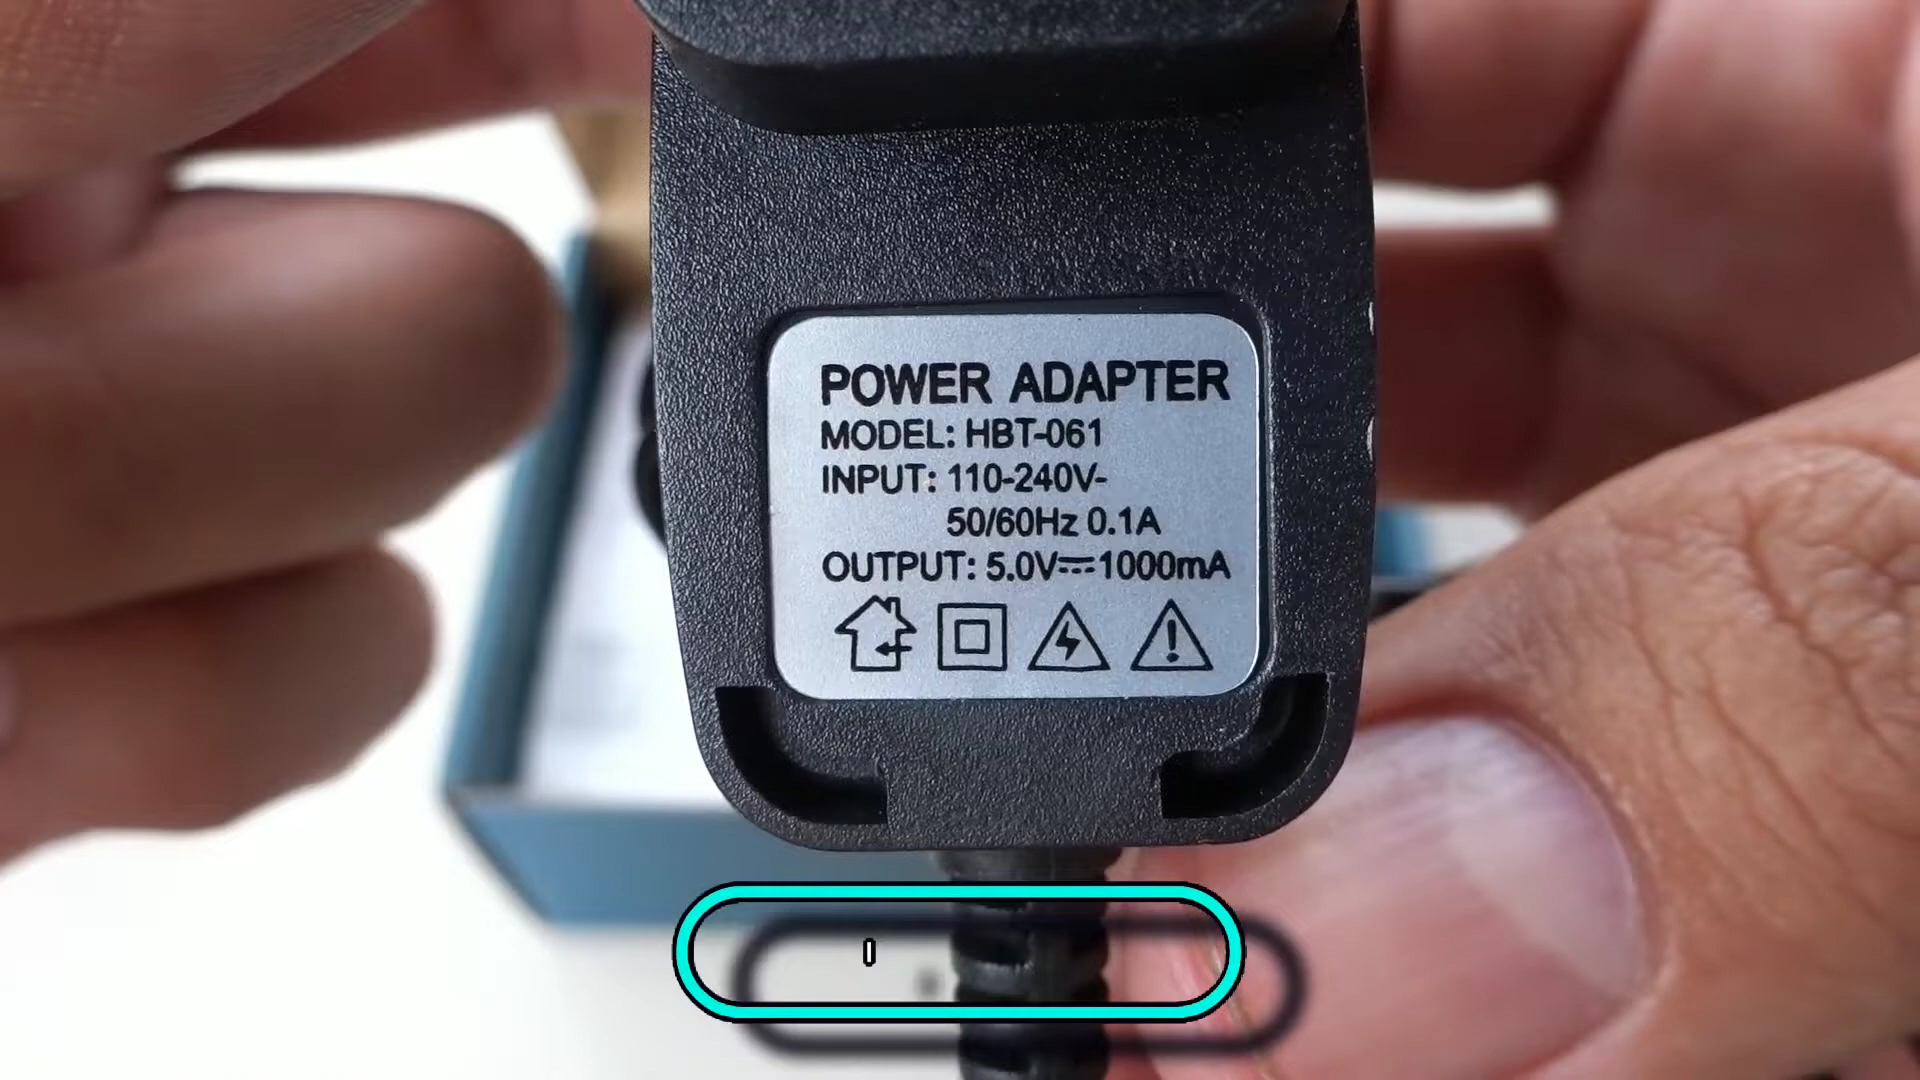 POWER ADAPTER
MODEL: HBT-061
INPUT: 110-240V-
50/60Hz 0.1A
OUTPUT: 5.0V⎓1000mA